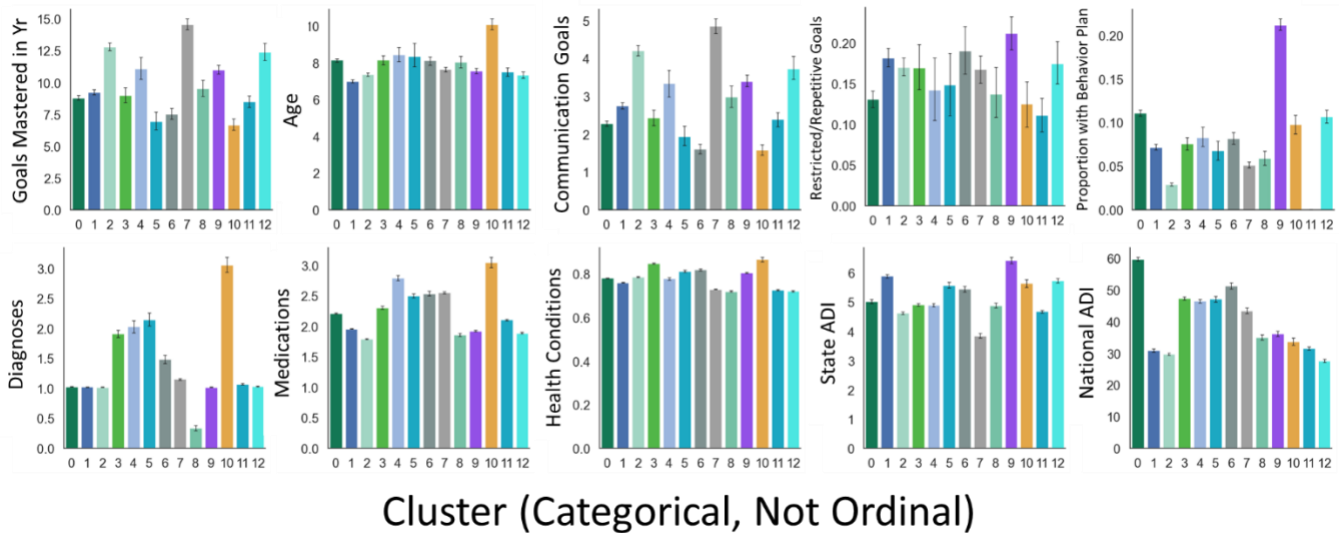 Goals Mastered in Yr
15.0
12.5
10.0
7.5
5.0
2.5
0.0
0 1 2 3 4 5 6 7 8 9 10 11 12
Age
10
8
6
4
2
0
0 1 2 3 4 5 6 7 8 9 10 11 12
Communication Goals
5
4
3
2
1
0
0 1 2 3 4 5 6 7 8 9 10 11 12
Restricted/Repetitive Goals
0.20
0.15
0.10
0.05
0.00
0 1 2 3 4 5 6 7 8 9 10 11 12
Proportion with Behavior Plan
0.20
0.15
0.10
0.05
0.00
0 1 2 3 4 5 6 7 8 9 10 11 12
Diagnoses
3.0
2.5
2.0
1.5
1.0
0.5
0.0
0 1 2 3 4 5 6 7 8 9 10 11 12
Medications
3.0
2.5
2.0
1.5
1.0
0.5
0.0
0 1 2 3 4 5 6 7 8 9 10 11 12
Health Conditions
0.8
0.6
0.4
0.2
0.0
0 1 2 3 4 5 6 7 8 9 10 11 12
State ADI
6
5
4
3
2
1
0
0 1 2 3 4 5 6 7 8 9 10 11 12
National ADI
60
50
40
30
20
10
0
0 1 2 3 4 5 6 7 8 9 10 11 12
Cluster (Categorical, Not Ordinal)